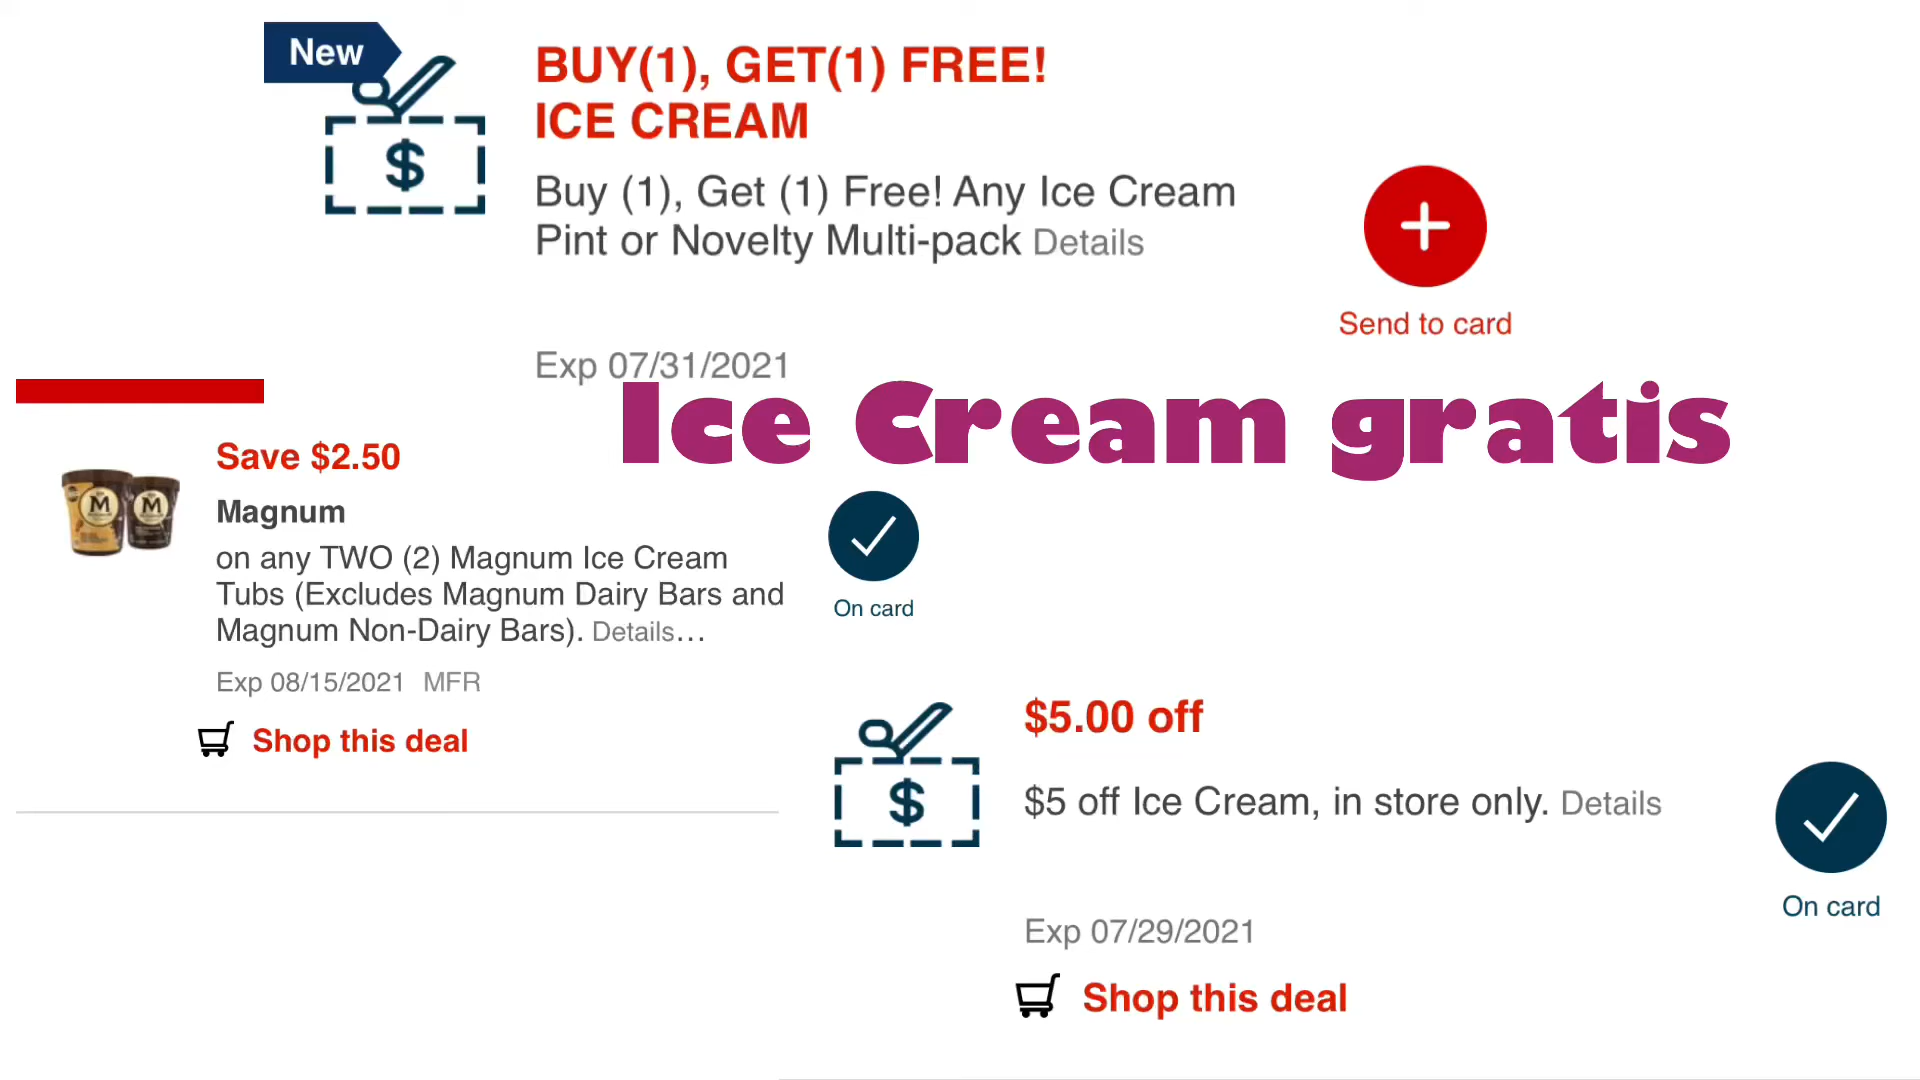 New
BUY(1), GET(1) FREE!
ICE CREAM
Buy (1), Get (1) Free! Any Ice Cream
Pint or Novelty Multi-pack Details
Send to card
Exp 07/31/2021
Ice Cream gratis
Save $2.50
Magnum
on any TWO (2) Magnum Ice Cream
Tubs (Excludes Magnum Dairy Bars and
Magnum Non-Dairy Bars). Details...
Exp 08/15/2021 MFR
Shop this deal
M
M
On card
$5.00 off
$5 off Ice Cream, in store only. Details
Exp 07/29/2021
Shop this deal
On card